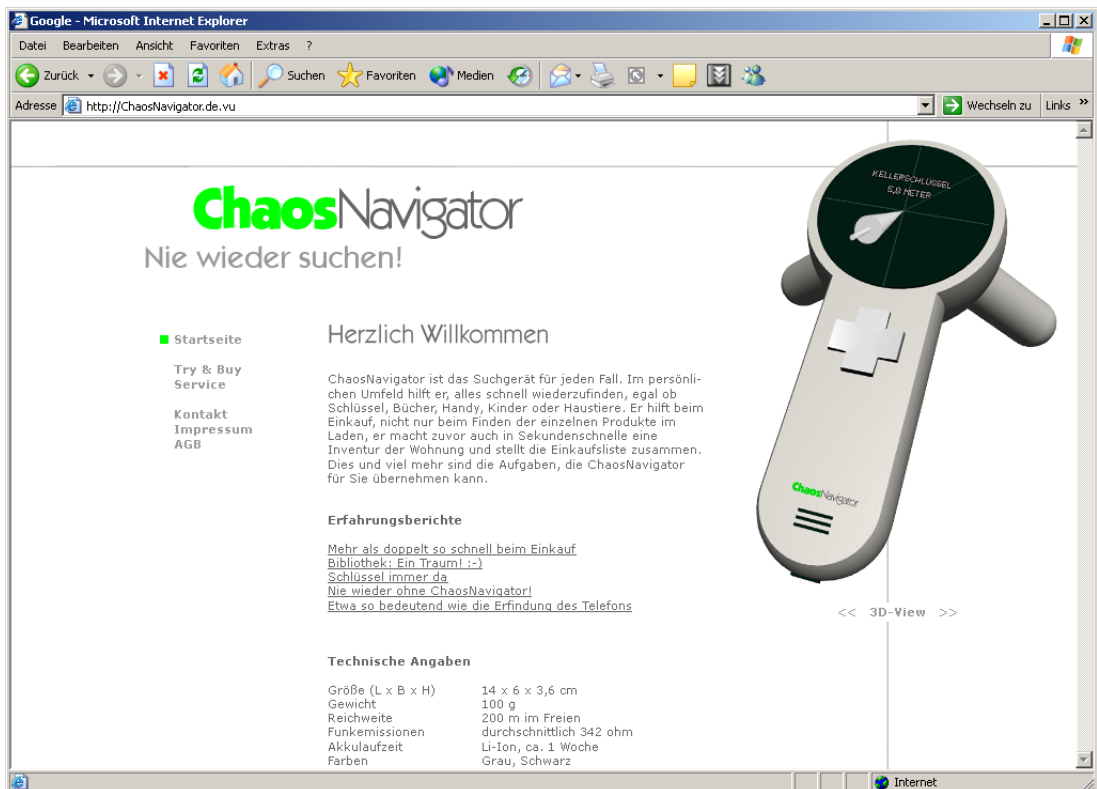 Google - Microsoft Internet Explorer
Datei Bearbeiten Ansicht Favoriten Extras ?
Zurück Suchen Favoriten Medien
Adresse http://ChaosNavigator.de.vu Wechseln zu Links »
KELLERSCHLÜSSEL
5,8 METER
ChaosNavigator
Nie wieder suchen!
Startseite
Try & Buy
Service
Kontakt
Impressum
AGB
Herzlich Willkommen
ChaosNavigator ist das Suchgerät für jeden Fall. Im persönli-
chen Umfeld hilft er, alles schnell wiederzufinden, egal ob
Schlüssel, Bücher, Handy, Kinder oder Haustiere. Er hilft beim
Einkauf, nicht nur beim Finden der einzelnen Produkte im
Laden, er macht zuvor auch in Sekundenschnelle eine
Inventur der Wohnung und stellt die Einkaufsliste zusammen.
Dies und viel mehr sind die Aufgaben, die ChaosNavigator
für Sie übernehmen kann.
Erfahrungsberichte
Mehr als doppelt so schnell beim Einkauf
Bibliothek: Ein Traum! :-)
Schlüssel immer da
Nie wieder ohne ChaosNavigator!
Etwa so bedeutend wie die Erfindung des Telefons
ChaosNavigator
<< 3D-View >>
Technische Angaben
Größe (L x B x H) 14 x 6 x 3,6 cm
Gewicht 100 g
Reichweite 200 m im Freien
Funkemissionen durchschnittlich 342 ohm
Akkulaufzeit Li-Ion, ca. 1 Woche
Farben Grau, Schwarz
Internet